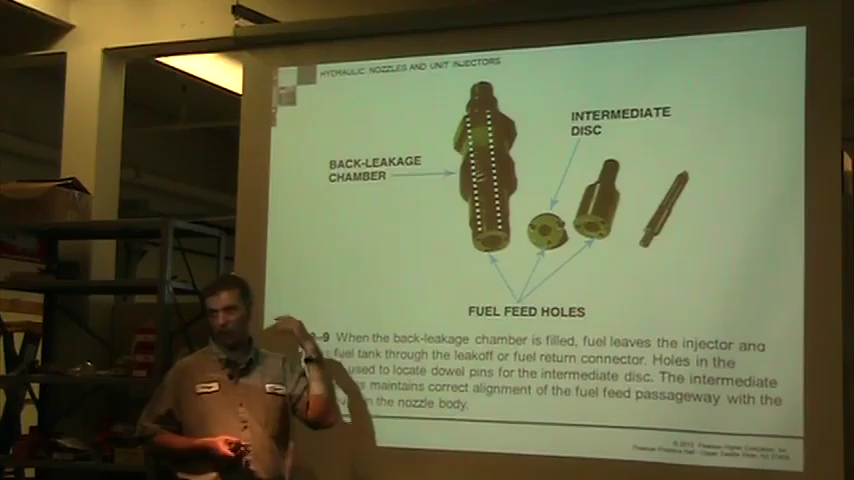 HYDRAULIC NOZZLES AND UNIT INJECTORS
INTERMEDIATE
DISC
BACK-LEAKAGE
CHAMBER
FUEL FEED HOLES
–9 When the back-leakage chamber is filled, fuel leaves the injector and
fuel tank through the leakoff or fuel return connector. Holes in the
used to locate dowel pins for the intermediate disc. The intermediate
maintains correct alignment of the fuel feed passageway with the
in the nozzle body.